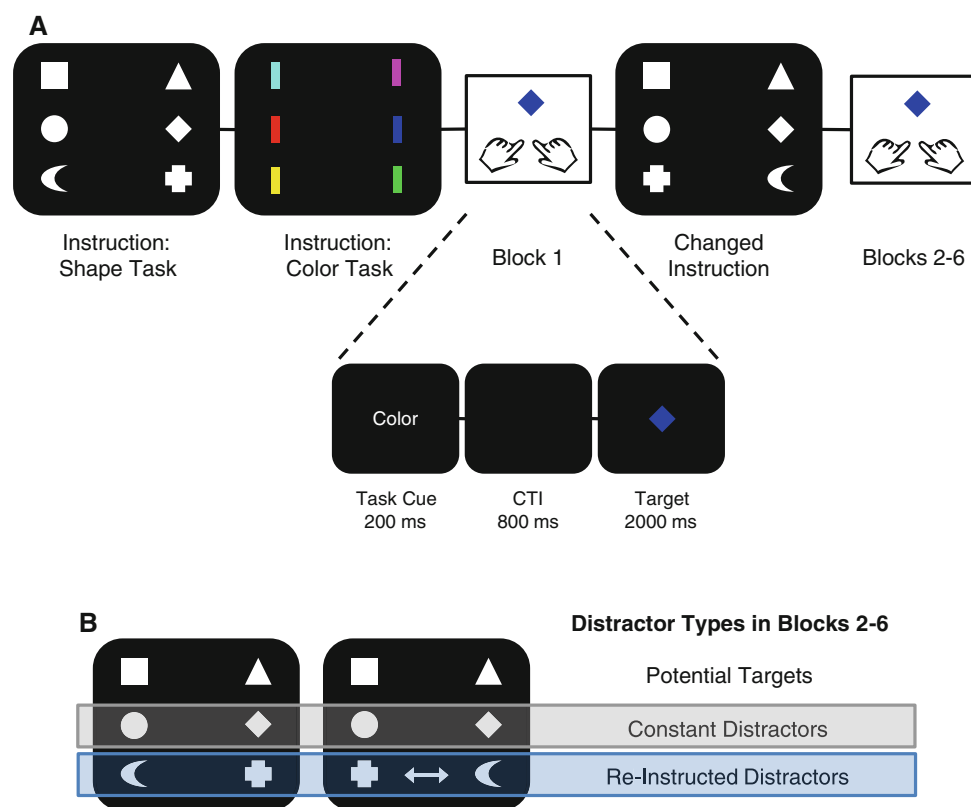 A
Instruction:
Shape Task
Instruction:
Color Task
Block 1
Changed
Instruction
Blocks 2-6
Color
Task Cue
200 ms
CTI
800 ms
Target
2000 ms
B
Distractor Types in Blocks 2-6
Potential Targets
Constant Distractors
Re-Instructed Distractors